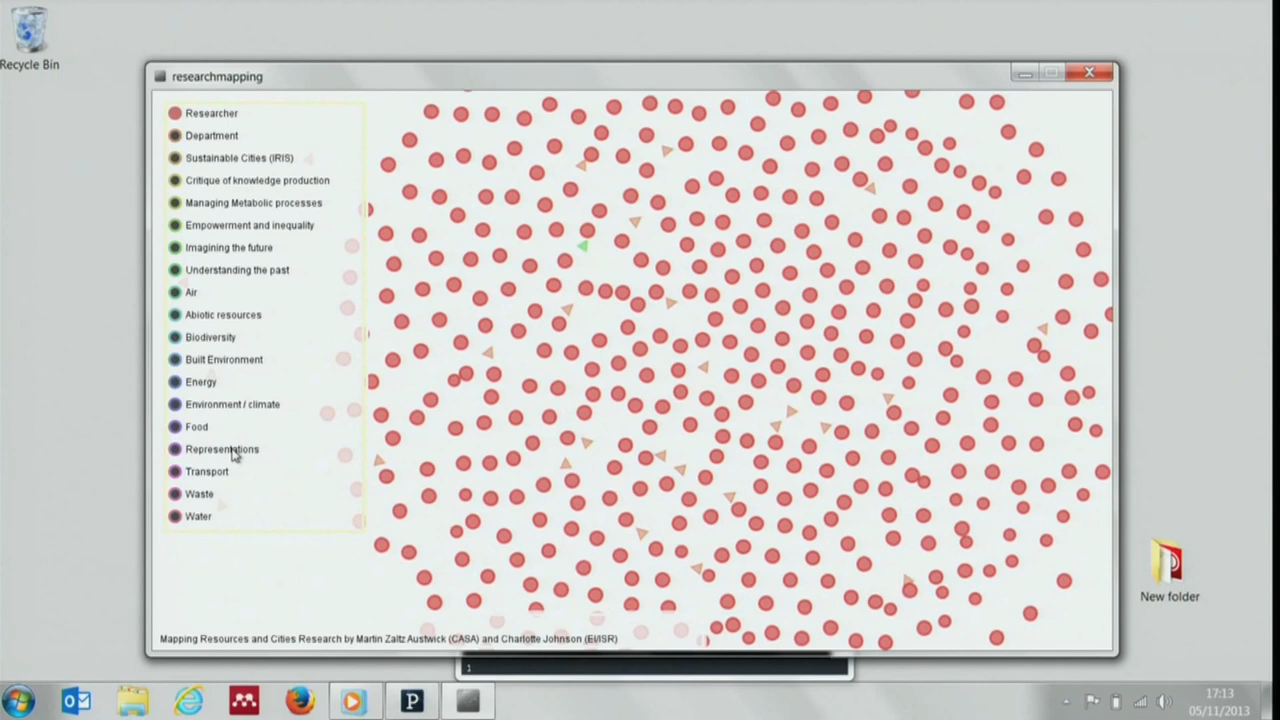 Recycle Bin
researchmapping
Researcher
Department
Sustainable Cities (IRIS)
Critique of knowledge production
Managing Metabolic processes
Empowerment and inequality
Imagining the future
Understanding the past
Air
Abiotic resources
Biodiversity
Built Environment
Energy
Environment / climate
Food
Representations
Transport
Waste
Water
Mapping Resources and Cities Research by Martin Zaltz Austwick (CASA) and Charlotte Johnson (EI/ISR)
New folder
1
P
17:13
05/11/2013